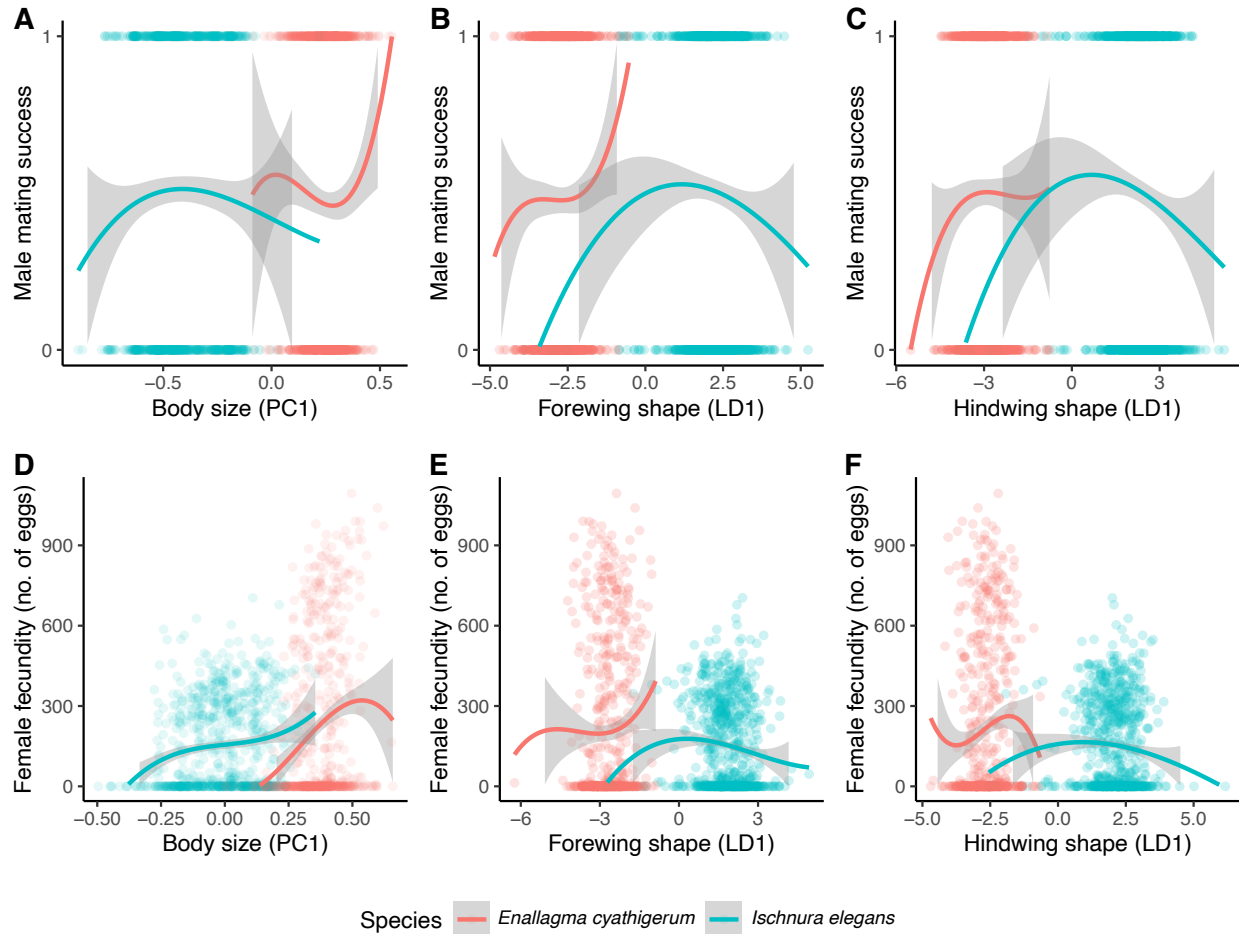 A
B
C
Male mating success
1
0
−0.5
0.0
0.5
Body size (PC1)
Male mating success
1
0
−5.0
−2.5
0.0
2.5
5.0
Forewing shape (LD1)
Male mating success
1
0
−6
−3
0
3
Hindwing shape (LD1)
D
E
F
Female fecundity (no. of eggs)
900
600
300
0
−0.50
−0.25
0.00
0.25
0.50
Body size (PC1)
Female fecundity (no. of eggs)
900
600
300
0
−6
−3
0
3
Forewing shape (LD1)
Female fecundity (no. of eggs)
900
600
300
0
−5.0
−2.5
0.0
2.5
5.0
Hindwing shape (LD1)
Species
Enallagma cyathigerum
Ischnura elegans